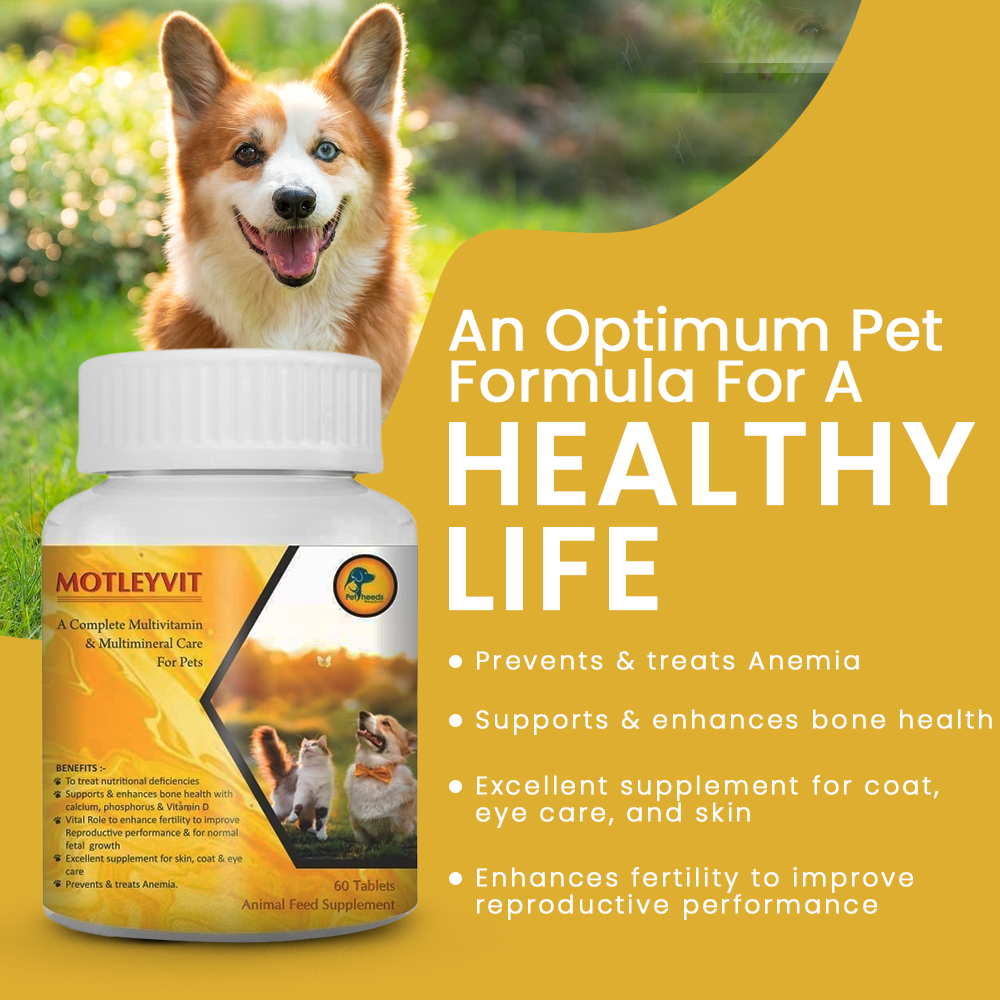 An Optimum Pet
Formula For A
HEALTHY
LIFE
• Prevents & treats Anemia
• Supports & enhances bone health
• Excellent supplement for coat,
eye care, and skin
• Enhances fertility to improve
reproductive performance
MOTLEYVIT
A Complete Multivitamin
& Multimineral Care
For Pets
Pet needs
BENEFITS :-
To treat nutritional deficiencies
Supports & enhances bone health with
calcium, phosphorus & Vitamin D
Vital Role to enhance fertility to improve
Reproductive performance & for normal
fetal growth
Excellent supplement for skin, coat & eye
care
Prevents & treats Anemia.
60 Tablets
Animal Feed Supplement